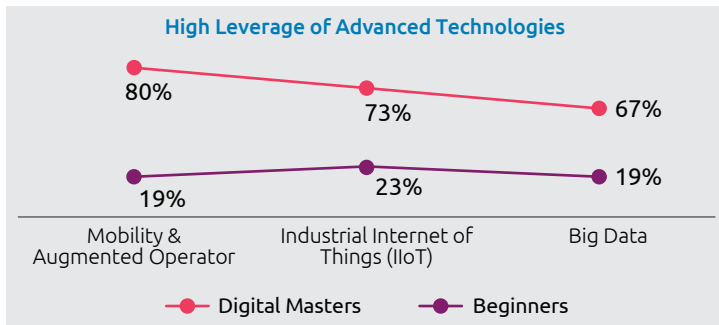 High Leverage of Advanced Technologies
80%
73%
67%
19%
23%
19%
Mobility &
Augmented Operator
Industrial Internet of
Things (IIoT)
Big Data
Digital Masters
Beginners